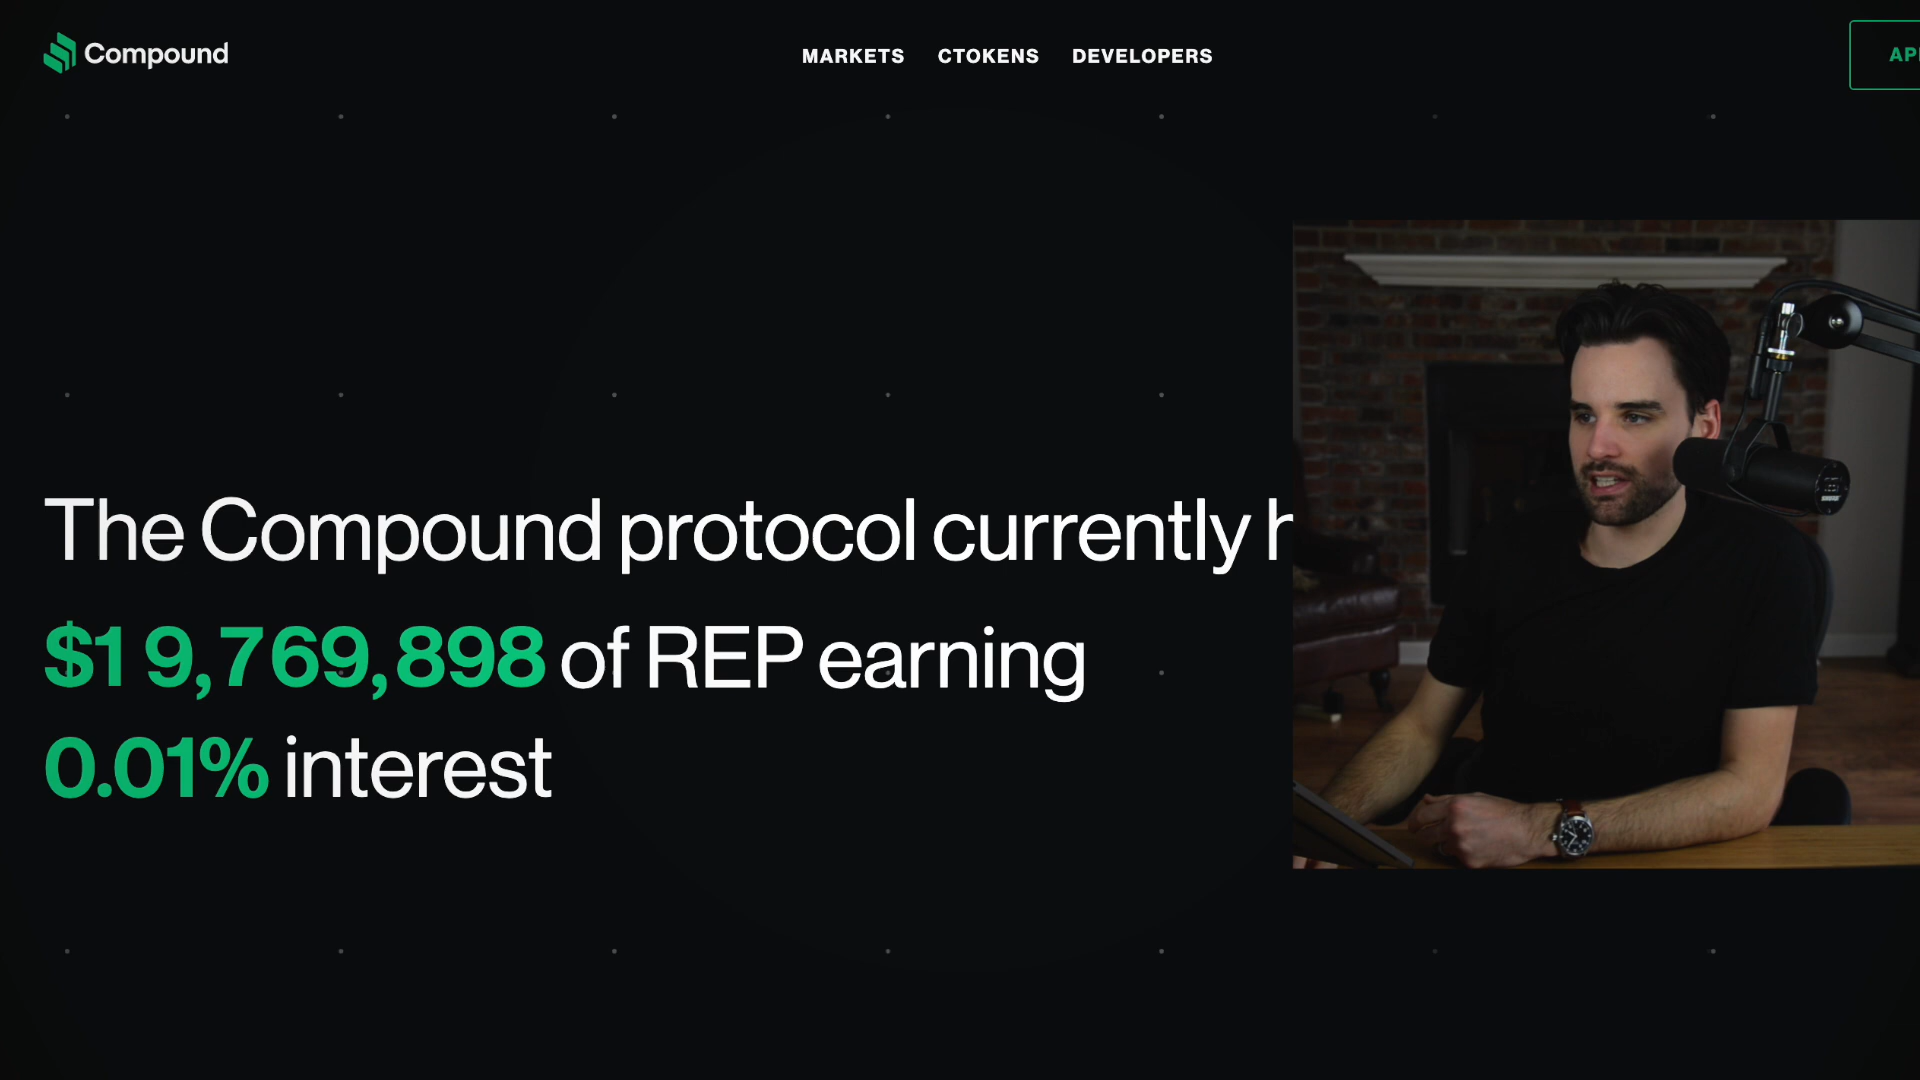 Compound
MARKETS CTOKENS DEVELOPERS
The Compound protocol currently
$19,769,898 of REP earning
0.01% interest